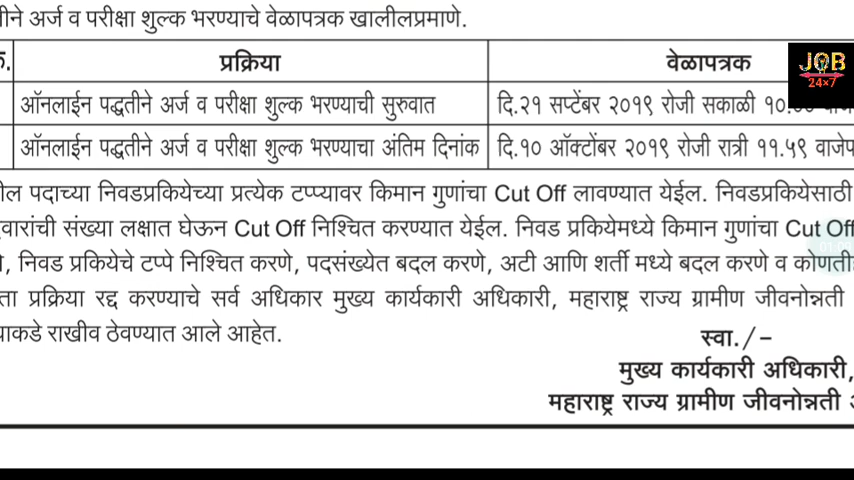 अर्ज व परीक्षा शुल्क भरण्याचे वेळापत्रक खालीलप्रमाणे.
प्रक्रिया वेळापत्रक
JOB
24×7
ऑनलाईन पद्धतीने अर्ज व परीक्षा शुल्क भरण्याची सुरुवात दि.२१ सप्टेंबर २०१९ रोजी सकाळी
ऑनलाईन पद्धतीने अर्ज व परीक्षा शुल्क भरण्याचा अंतिम दिनांक दि.१० ऑक्टोंबर २०१९ रोजी रात्री ११.५९
पदाच्या निवडप्रकियेच्या प्रत्येक टप्प्यावर किमान गुणांचा Cut Off लावण्यात येईल. निवडप्रकियेसाठी
संख्या लक्षात घेऊन Cut Off निश्चित करण्यात येईल. निवड प्रकियेमध्ये किमान गुणांचा Cut Off
निवड प्रकियेचे टप्पे निश्चित करणे, पदसंख्येत बदल करणे, अटी आणि शर्ती मध्ये बदल करणे व
प्रक्रिया रद्द करण्याचे सर्व अधिकार मुख्य कार्यकारी अधिकारी, महाराष्ट्र राज्य ग्रामीण जीवनोन्नती
राखीव ठेवण्यात आले आहेत.
स्वा./-
मुख्य कार्यकारी अधिकारी,
महाराष्ट्र राज्य ग्रामीण जीवनोन्नती